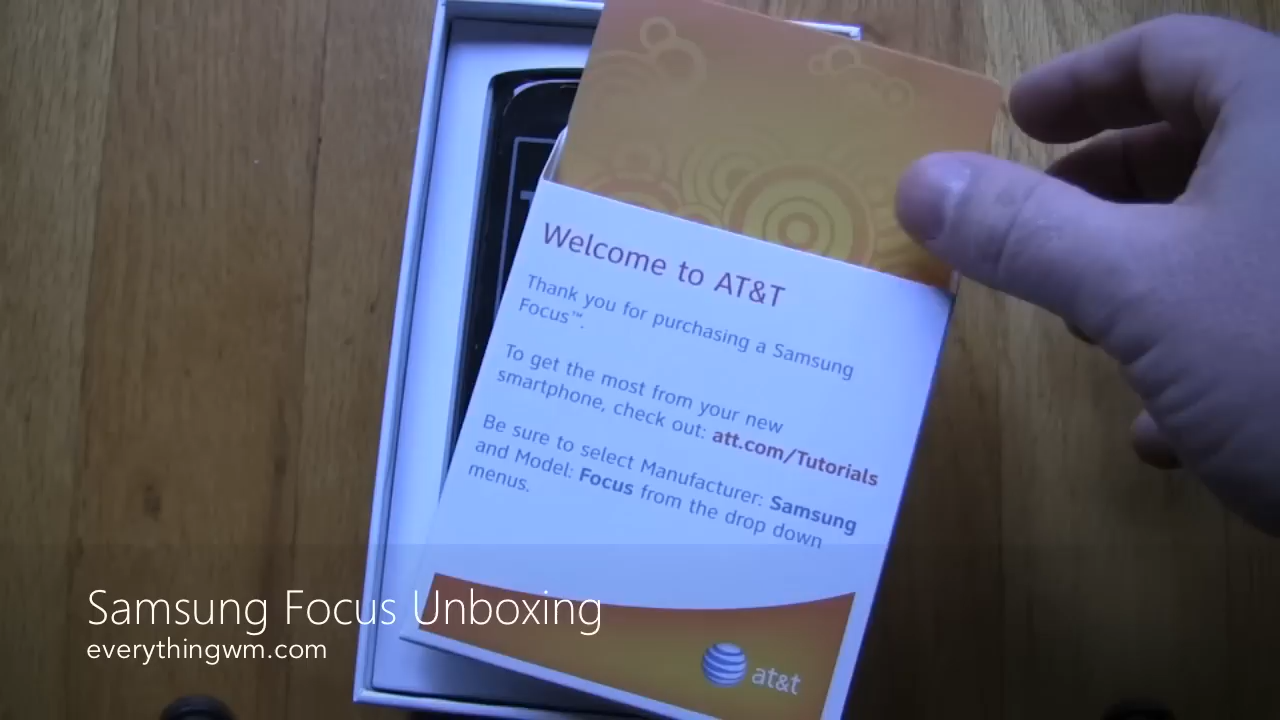 Welcome to AT&T
Thank you for purchasing a Samsung
Focus™.
To get the most from your new
smartphone, check out: att.com/Tutorials
Be sure to select Manufacturer: Samsung
and Model: Focus from the drop down
menus.
at&t
Samsung Focus Unboxing
everythingwm.com